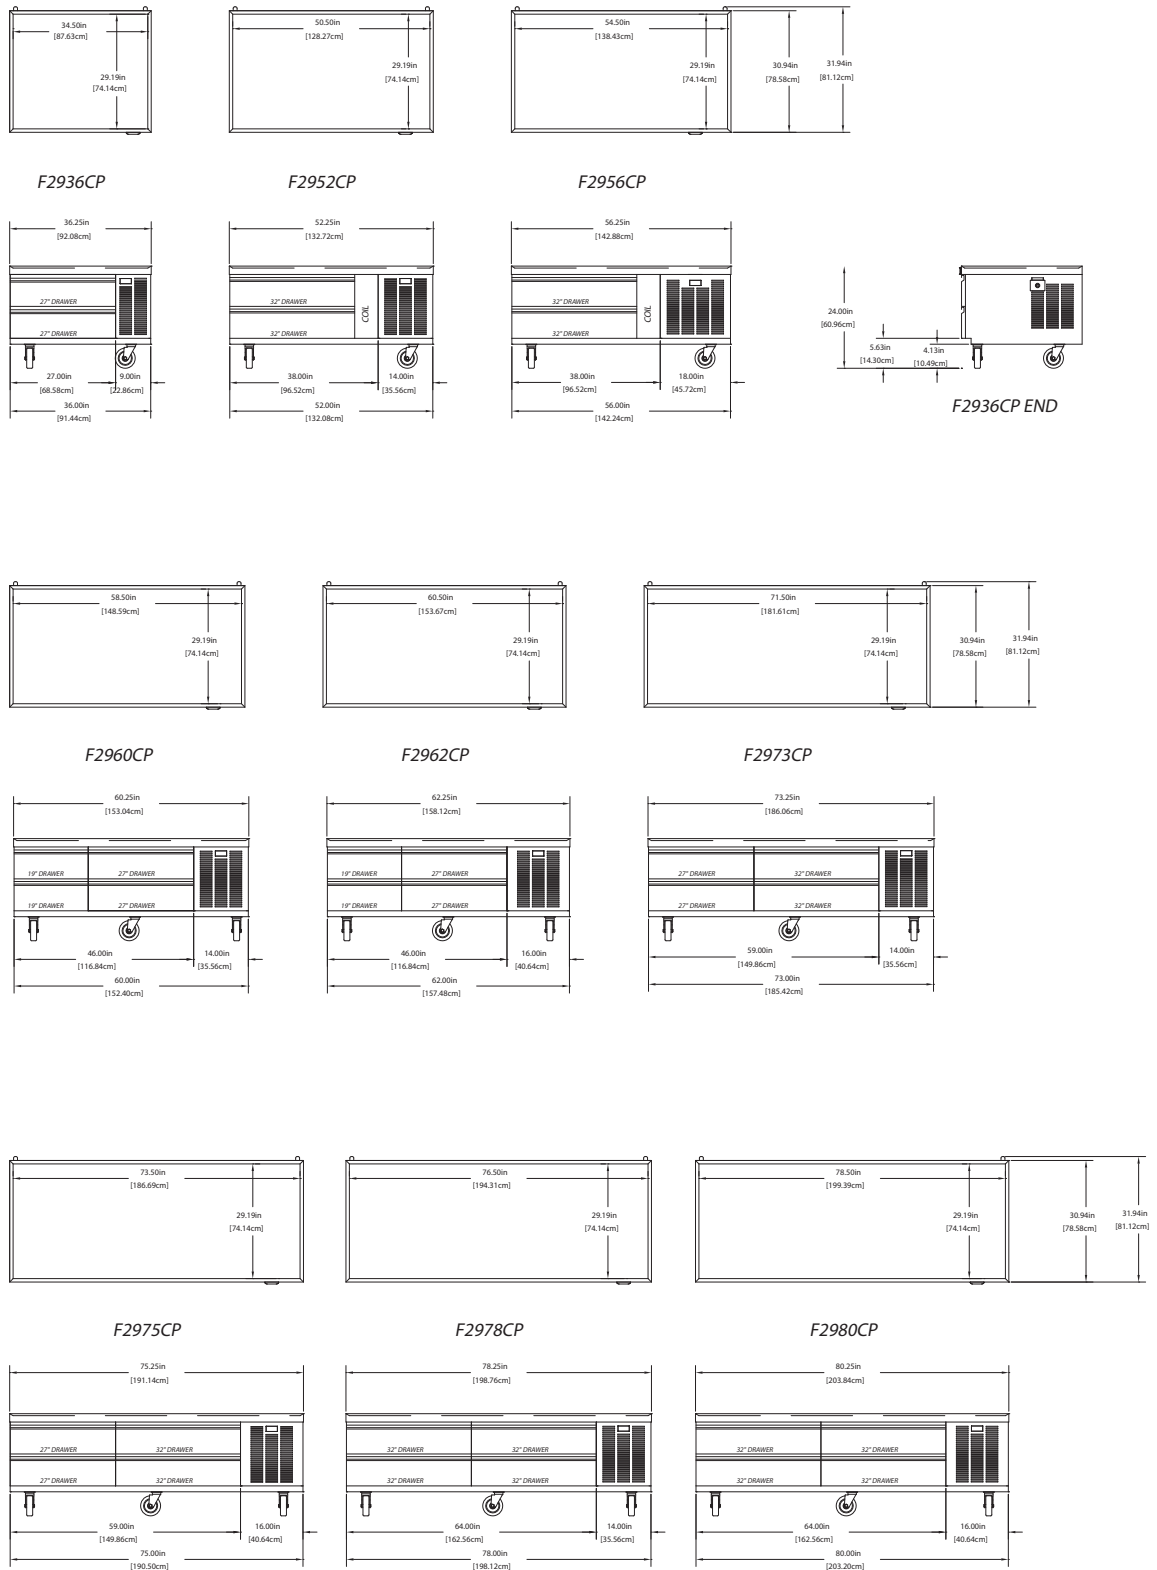 34.50in
[87.63cm]
29.19in
[74.14cm]
50.50in
[128.27cm]
29.19in
[74.14cm]
54.50in
[138.43cm]
29.19in
[74.14cm]
30.94in
[78.58cm]
31.94in
[81.12cm]
F2936CP
F2952CP
F2956CP
36.25in
[92.08cm]
27" DRAWER
27" DRAWER
27.00in
[68.58cm]
9.00in
[22.86cm]
36.00in
[91.44cm]
52.25in
[132.72cm]
32" DRAWER
32" DRAWER
COIL
38.00in
[96.52cm]
14.00in
[35.56cm]
52.00in
[132.08cm]
56.25in
[142.88cm]
32" DRAWER
32" DRAWER
COIL
38.00in
[96.52cm]
18.00in
[45.72cm]
56.00in
[142.24cm]
24.00in
[60.96cm]
5.63in
[14.30cm]
4.13in
[10.49cm]
F2936CP END
58.50in
[148.59cm]
29.19in
[74.14cm]
60.50in
[153.67cm]
29.19in
[74.14cm]
71.50in
[181.61cm]
29.19in
[74.14cm]
30.94in
[78.58cm]
31.94in
[81.12cm]
F2960CP
F2962CP
F2973CP
60.25in
[153.04cm]
19" DRAWER
27" DRAWER
19" DRAWER
27" DRAWER
46.00in
[116.84cm]
14.00in
[35.56cm]
60.00in
[152.40cm]
62.25in
[158.12cm]
19" DRAWER
27" DRAWER
19" DRAWER
27" DRAWER
46.00in
[116.84cm]
16.00in
[40.64cm]
62.00in
[157.48cm]
73.25in
[186.06cm]
27" DRAWER
32" DRAWER
27" DRAWER
32" DRAWER
59.00in
[149.86cm]
14.00in
[35.56cm]
73.00in
[185.42cm]
73.50in
[186.69cm]
29.19in
[74.14cm]
76.50in
[194.31cm]
29.19in
[74.14cm]
78.50in
[199.39cm]
29.19in
[74.14cm]
30.94in
[78.58cm]
31.94in
[81.12cm]
F2975CP
F2978CP
F2980CP
75.25in
[191.14cm]
27" DRAWER
32" DRAWER
27" DRAWER
32" DRAWER
59.00in
[149.86cm]
16.00in
[40.64cm]
75.00in
[190.50cm]
78.25in
[198.76cm]
32" DRAWER
32" DRAWER
32" DRAWER
32" DRAWER
64.00in
[162.56cm]
14.00in
[35.56cm]
78.00in
[198.12cm]
80.25in
[203.84cm]
32" DRAWER
32" DRAWER
32" DRAWER
32" DRAWER
64.00in
[162.56cm]
16.00in
[40.64cm]
80.00in
[203.20cm]